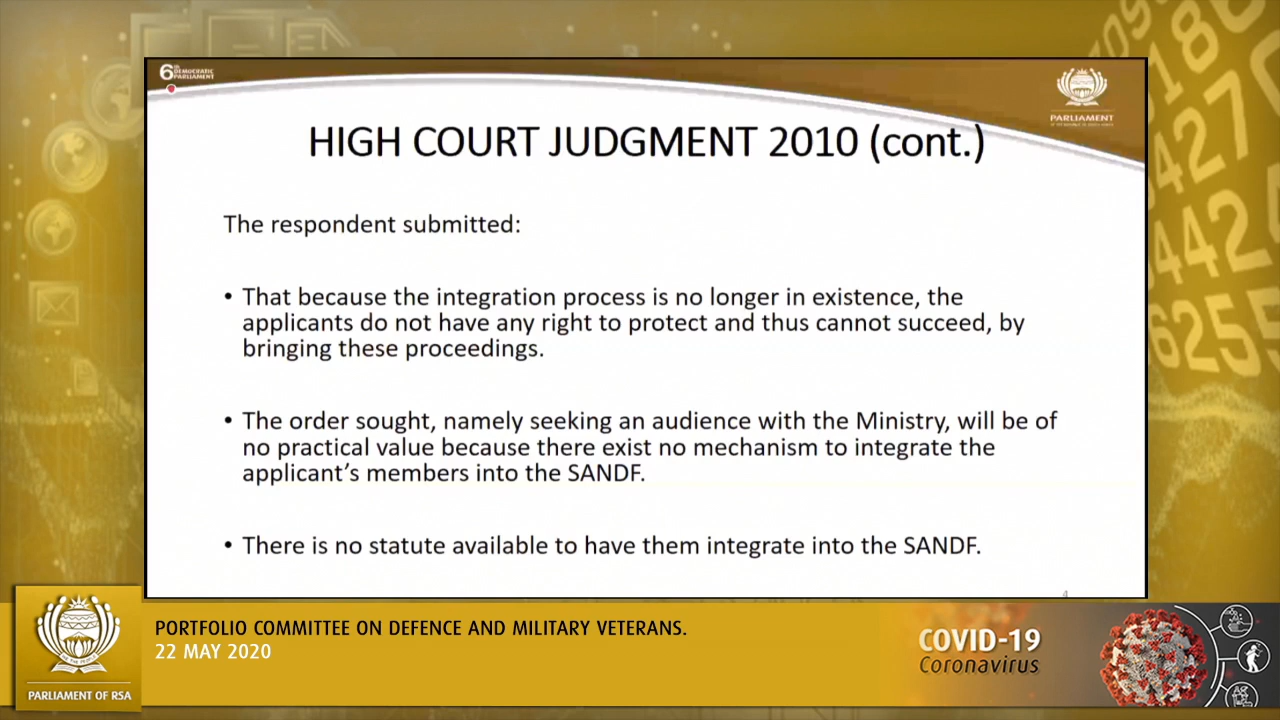 6th DEMOCRATIC PARLIAMENT
PARLIAMENT
HIGH COURT JUDGMENT 2010 (cont.)
The respondent submitted:
• That because the integration process is no longer in existence, the
applicants do not have any right to protect and thus cannot succeed, by
bringing these proceedings.
• The order sought, namely seeking an audience with the Ministry, will be of
no practical value because there exist no mechanism to integrate the
applicant’s members into the SANDF.
• There is no statute available to have them integrate into the SANDF.
4
PORTFOLIO COMMITTEE ON DEFENCE AND MILITARY VETERANS.
22 MAY 2020
PARLIAMENT OF RSA
COVID-19
Coronavirus